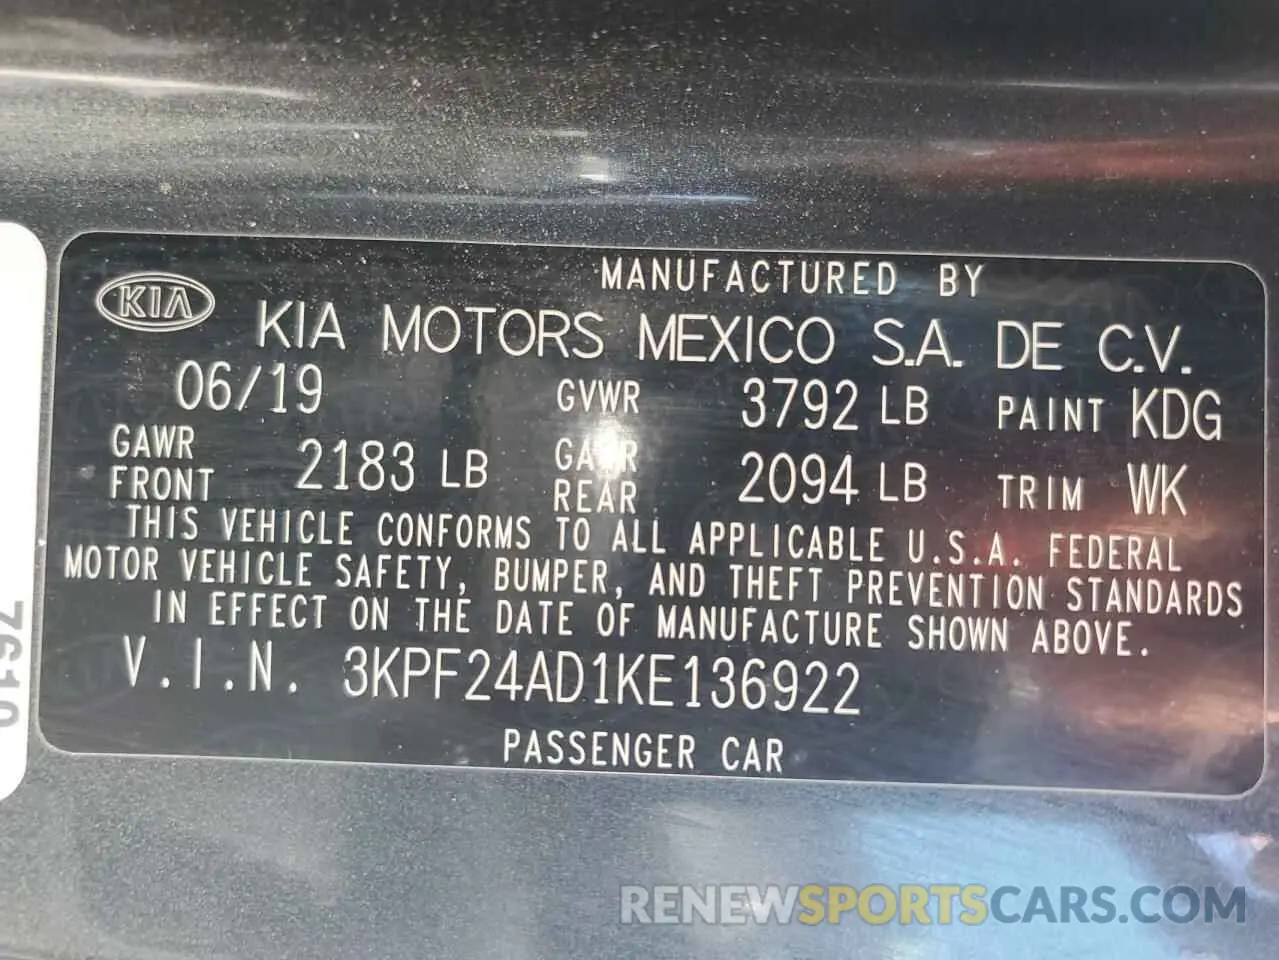 MANUFACTURED BY
KIA KIA MOTORS MEXICO S.A. DE C.V.
06/19 GVWR 3792 LB PAINT KDG
GAWR FRONT 2183 LB GAWR REAR 2094 LB TRIM WK
THIS VEHICLE CONFORMS TO ALL APPLICABLE U.S.A. FEDERAL
MOTOR VEHICLE SAFETY, BUMPER, AND THEFT PREVENTION STANDARDS
IN EFFECT ON THE DATE OF MANUFACTURE SHOWN ABOVE.
V.I.N. 3KPF24AD1KE136922
PASSENGER CAR
RENEWSPORTSCARS.COM